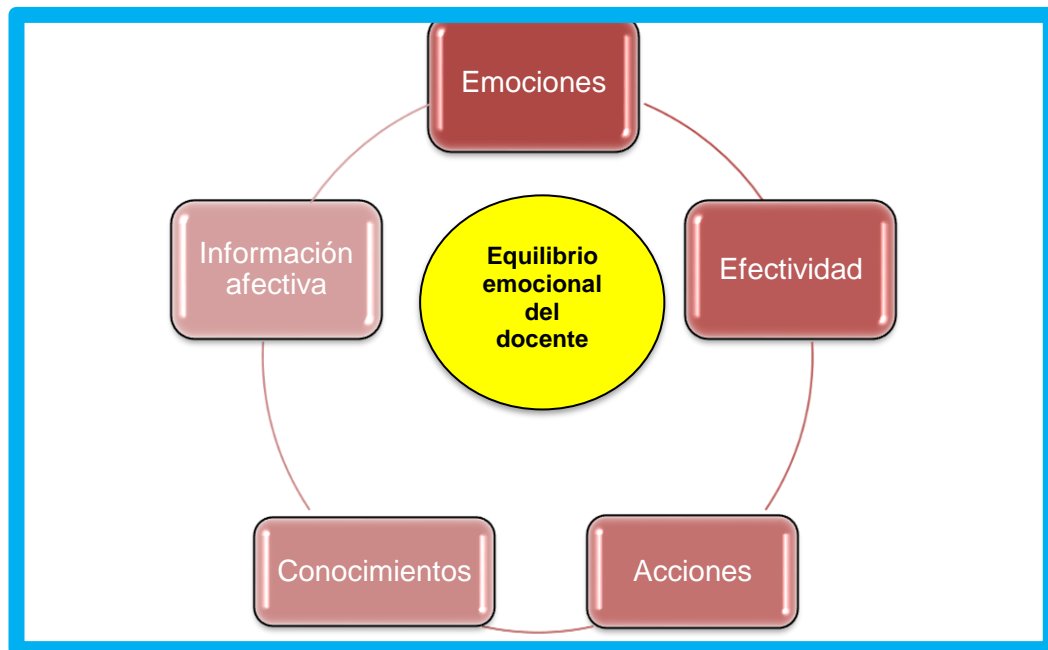 Emociones
Información
afectiva
Equilibrio
emocional
del
docente
Efectividad
Conocimientos
Acciones